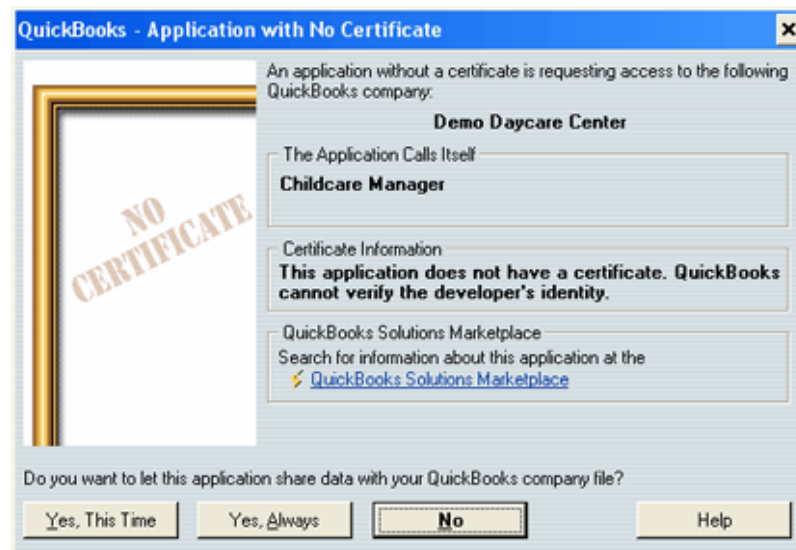 QuickBooks - Application with No Certificate
An application without a certificate is requesting access to the following
QuickBooks company:
Demo Daycare Center
The Application Calls Itself
Childcare Manager
NO
CERTIFICATE
Certificate Information
This application does not have a certificate. QuickBooks
cannot verify the developer's identity.
QuickBooks Solutions Marketplace
Search for information about this application at the
QuickBooks Solutions Marketplace
Do you want to let this application share data with your QuickBooks company file?
Yes, This Time
Yes, Always
No
Help